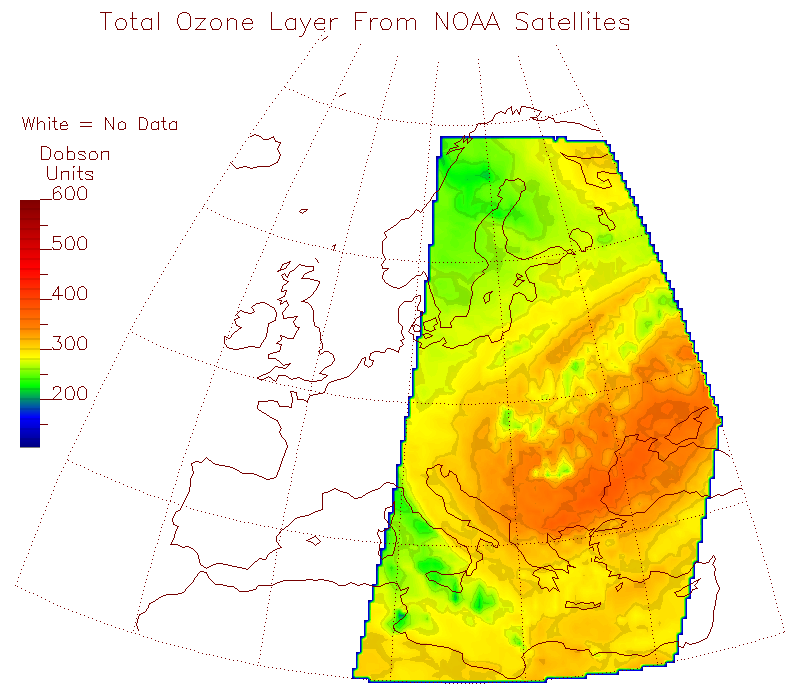 Total Ozone Layer From NOAA Satellites
White = No Data
Dobson
Units
600
500
400
300
200